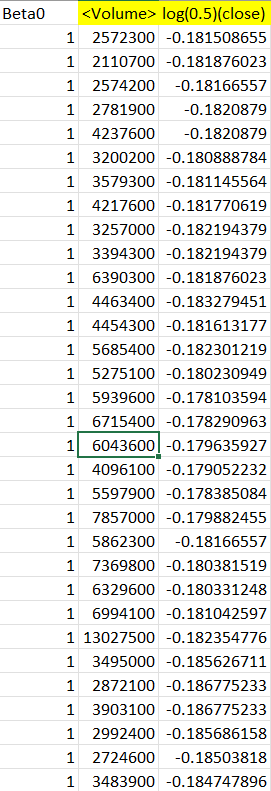 Beta0 <Volume> log(0.5)(close)
1 2572300 -0.181508655
1 2110700 -0.181876023
1 2574200 -0.18166557
1 2781900 -0.1820879
1 4237600 -0.1820879
1 3200200 -0.180888784
1 3579300 -0.181145564
1 4217600 -0.181770619
1 3257000 -0.182194379
1 3394300 -0.182194379
1 6390300 -0.181876023
1 4463400 -0.183279451
1 4454300 -0.181613177
1 5685400 -0.182301219
1 5275100 -0.180230949
1 5939600 -0.178103594
1 6715400 -0.178290963
1 6043600 -0.179635927
1 4096100 -0.179052232
1 5597900 -0.178385084
1 7857000 -0.179882455
1 5862300 -0.18166557
1 7369800 -0.180381519
1 6329600 -0.180331248
1 6994100 -0.181042597
1 13027500 -0.182354776
1 3495000 -0.185626711
1 2872100 -0.186775233
1 3903100 -0.186775233
1 2992400 -0.185686158
1 2724600 -0.18503818
1 3483900 -0.184747896